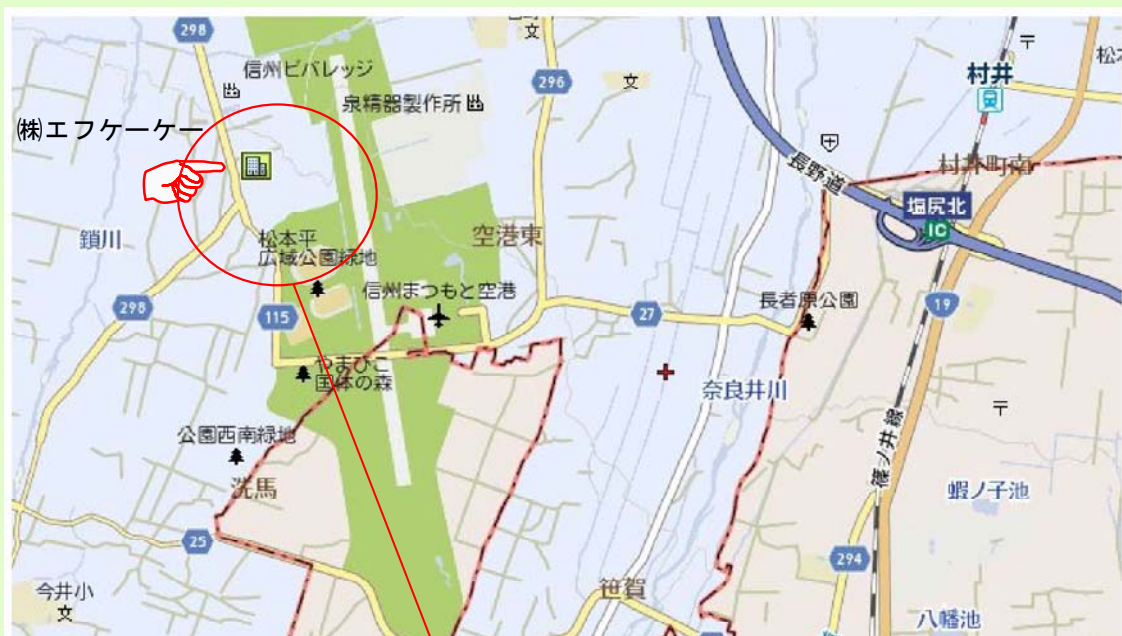 298
信州ビバレッジ
泉精器製作所
296
文
文
村井
㈱エフケーケー
長野道
村井町南
塩尻北
IC
鎖川
松本平
広域公園緑地
空港東
信州まつもと空港
298
115
27
長者原公園
19
やまびこ
国体の森
奈良井川
公園西南緑地
洗馬
篠ノ井線
蝦ノ子池
25
294
今井小
文
笹賀
八幡池